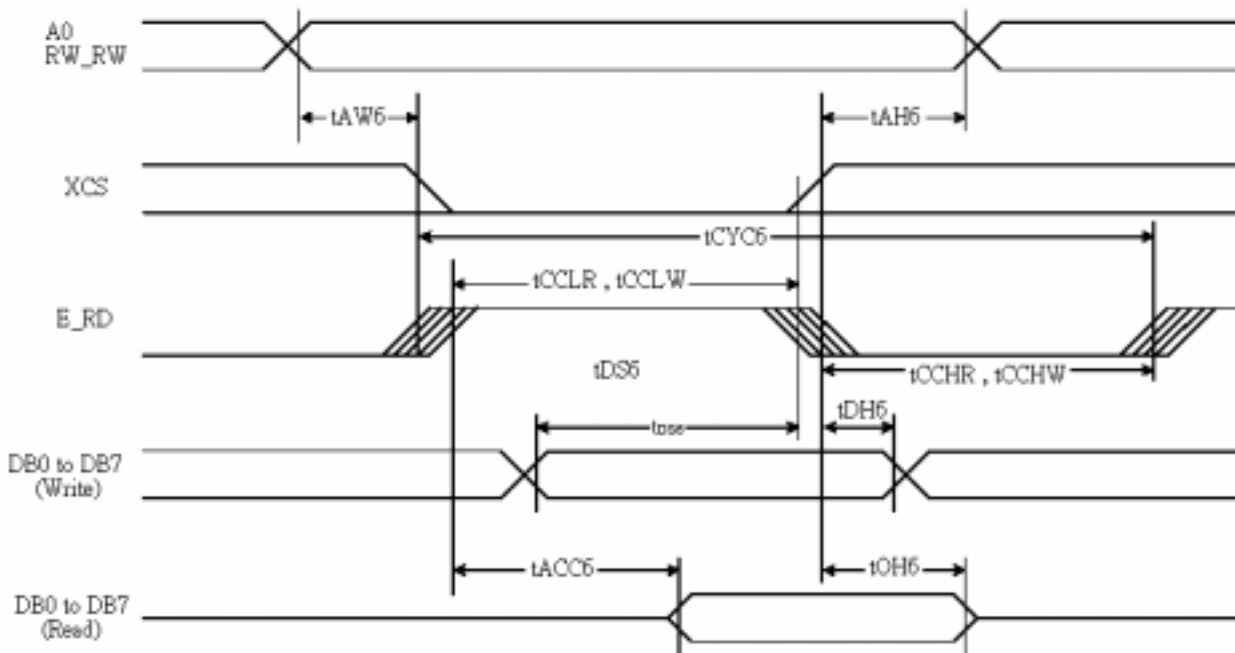 A0
RW_RW
tAW6
tAH6
XCS
tCYC6
tCCLR , tCCLW
E_RD
tDS6
tCCHR , tCCHW
tDH6
tDS6
DB0 to DB7
(Write)
tACC6
tOH6
DB0 to DB7
(Read)